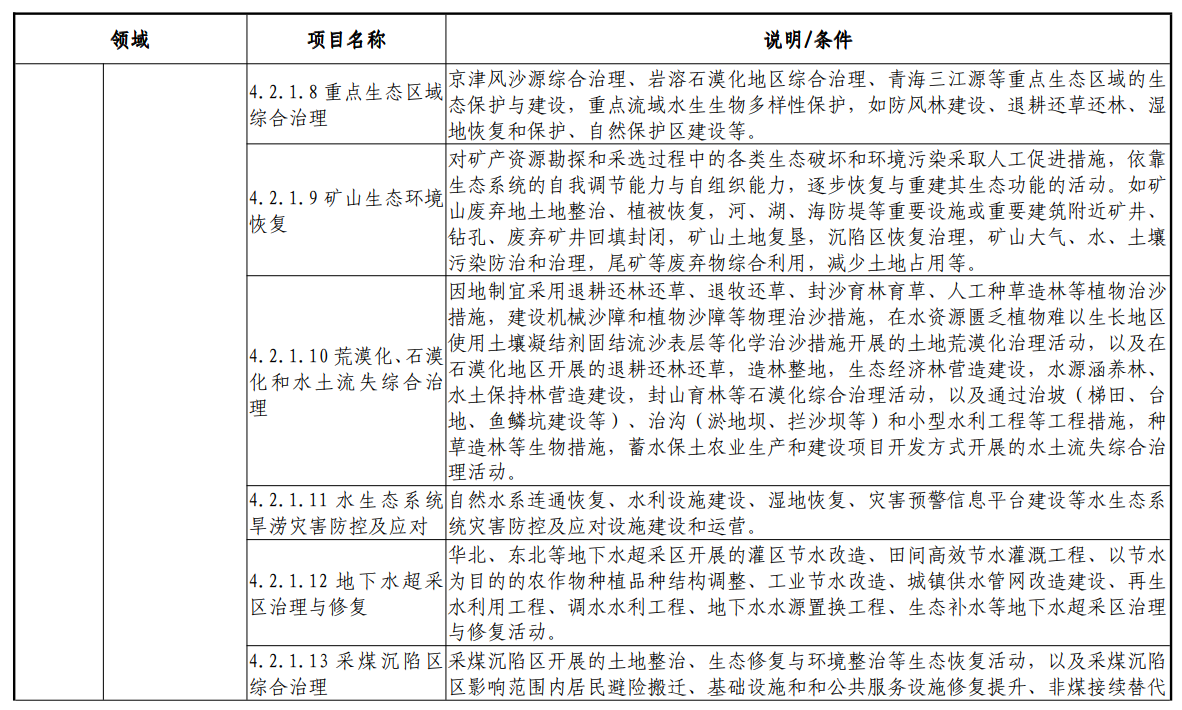 领域 项目名称 说明/条件
4.2.1.8重点生态区域
综合治理
京津风沙源综合治理、岩溶石漠化地区综合治理、青海三江源等重点生态区域的生
态保护与建设，重点流域水生生物多样性保护，如防风林建设、退耕还草还林、湿
地恢复和保护、自然保护区建设等。
4.2.1.9矿山生态环境
恢复
对矿产资源勘探和采选过程中的各类生态破坏和环境污染采取人工促进措施，依靠
生态系统的自我调节能力与自组织能力，逐步恢复与重建其生态功能的活动。如矿
山废弃地土地整治、植被恢复，河、湖、海防堤等重要设施或重要建筑附近矿井、
钻孔、废弃矿井回填封闭，矿山土地复垦，沉陷区恢复治理，矿山大气、水、土壤
污染防治和治理，尾矿等废弃物综合利用，减少土地占用等。
4.2.1.10荒漠化、石漠
化和水土流失综合治
理
因地制宜采用退耕还林还草、退牧还草、封沙育林育草、人工种草造林等植物治沙
措施，建设机械沙障和植物沙障等物理治沙措施，在水资源匮乏植物难以生长地区
使用土壤凝结剂固结流沙表层等化学治沙措施开展的土地荒漠化治理活动，以及在
石漠化地区开展的退耕还林还草，造林整地，生态经济林营造建设，水源涵养林、
水土保持林营造建设，封山育林等石漠化综合治理活动，以及通过治坡（梯田、台
地、鱼鳞坑建设等）、治沟（淤地坝、拦沙坝等）和小型水利工程等工程措施，种
草造林等生物措施，蓄水保土农业生产和建设项目开发方式开展的水土流失综合治
理活动。
4.2.1.11水生态系统
旱涝灾害防控及应对
自然水系连通恢复、水利设施建设、湿地恢复、灾害预警信息平台建设等水生态系
统灾害防控及应对设施建设和运营。
4.2.1.12地下水超采
区治理与修复
华北、东北等地下水超采区开展的灌区节水改造、田间高效节水灌溉工程、以节水
为目的的农作物种植品种结构调整、工业节水改造、城镇供水管网改造建设、再生
水利用工程、调水水利工程、地下水水源置换工程、生态补水等地下水超采区治理
与修复活动。
4.2.1.13采煤沉陷区
综合治理
采煤沉陷区开展的土地整治、生态修复与环境整治等生态恢复活动，以及采煤沉陷
区影响范围内居民避险搬迁、基础设施和和公共服务设施修复提升、非煤接续替代